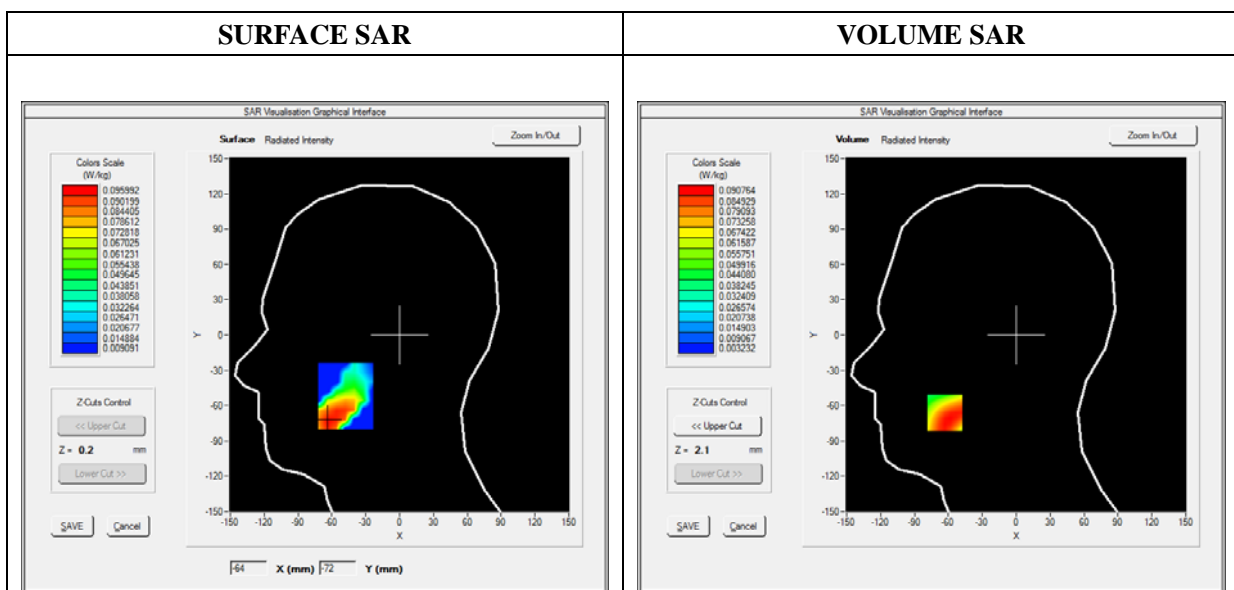 SURFACE SAR
VOLUME SAR
SAR Visualisation Graphical Interface
Surface Radiated Intensity
Zoom In/Out
Colors Scale
(W/kg)
0.095992
0.090199
0.084405
0.078612
0.072818
0.067025
0.061231
0.055438
0.049645
0.043851
0.038058
0.032264
0.026471
0.020677
0.014884
0.009091
150
120
90
60
30
0
-30
-60
-90
-120
-150
Y
-150 -120 -90 -60 -30 0 30 60 90 120 150
X
Z-Cuts Control
<< Upper Cut
Z = 0.2 mm
Lower Cut >>
SAVE Cancel
-64 X (mm) -72 Y (mm)
SAR Visualisation Graphical Interface
Volume Radiated Intensity
Zoom In/Out
Colors Scale
(W/kg)
0.090764
0.084929
0.079093
0.073258
0.067422
0.061587
0.055751
0.049916
0.044080
0.038245
0.032409
0.026574
0.020738
0.014903
0.009067
0.003232
150
120
90
60
30
0
-30
-60
-90
-120
-150
Y
-150 -120 -90 -60 -30 0 30 60 90 120 150
X
Z-Cuts Control
<< Upper Cut
Z = 2.1 mm
Lower Cut >>
SAVE Cancel